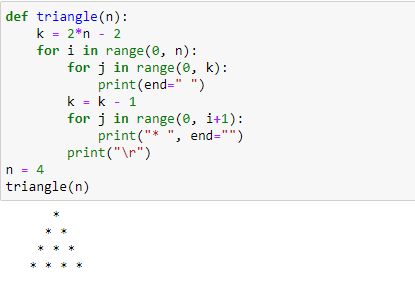 def triangle(n):
    k = 2*n - 2
    for i in range(0, n):
        for j in range(0, k):
            print(end=" ")
        k = k - 1
        for j in range(0, i+1):
            print("* ", end="")
        print("\r")
n = 4
triangle(n)
      *
     * *
    * * *
   * * * *